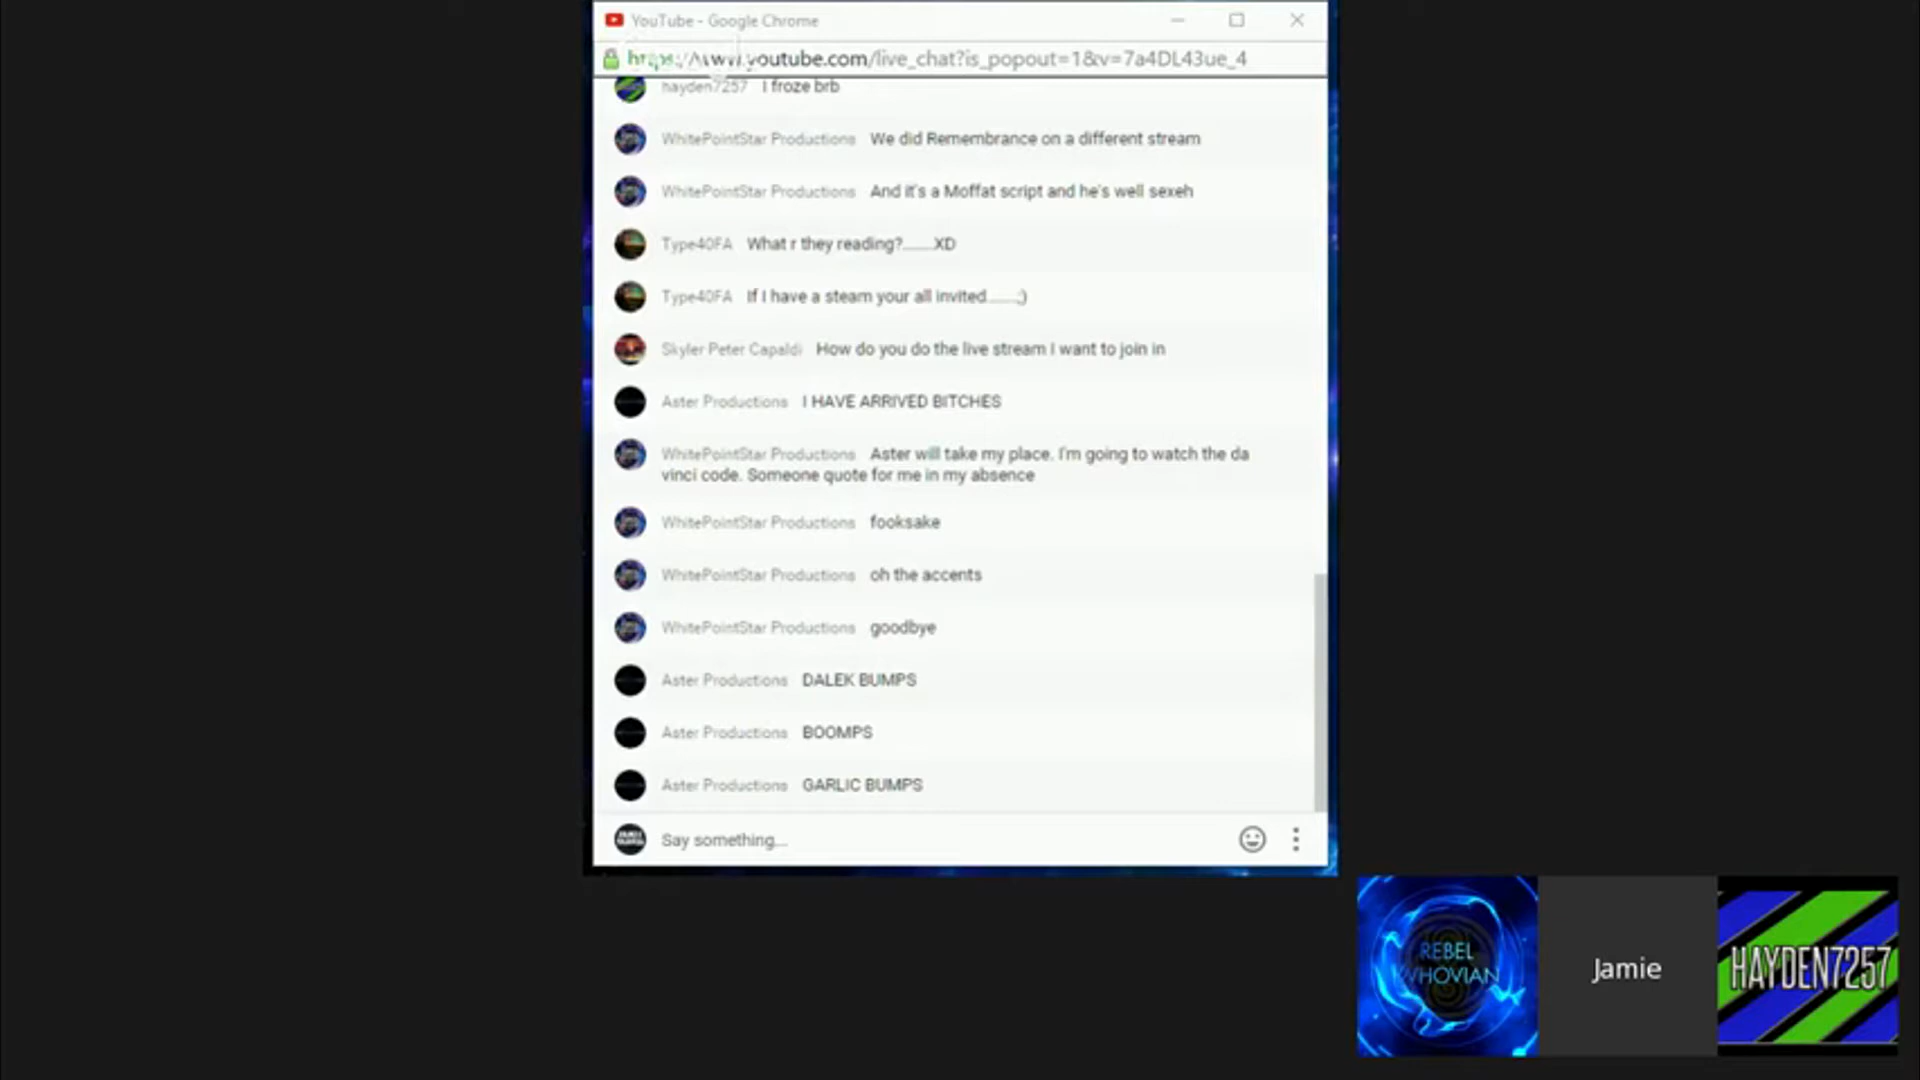 YouTube - Google Chrome
https://www.youtube.com/live_chat?is_popout=1&v=7a4DL43ue_4
hayden7257 I froze brb
WhitePointStar Productions We did Remembrance on a different stream
WhitePointStar Productions And it's a Moffat script and he's well sexeh
Type40FA What r they reading?.......XD
Type40FA If I have a steam your all invited.......;)
Skyler Peter Capaldi How do you do the live stream I want to join in
Aster Productions I HAVE ARRIVED BITCHES
WhitePointStar Productions Aster will take my place. I'm going to watch the da
vinci code. Someone quote for me in my absence
WhitePointStar Productions fooksake
WhitePointStar Productions oh the accents
WhitePointStar Productions goodbye
Aster Productions DALEK BUMPS
Aster Productions BOOMPS
Aster Productions GARLIC BUMPS
Say something...
REBEL
WHOVIAN
Jamie
HAYDEN7257